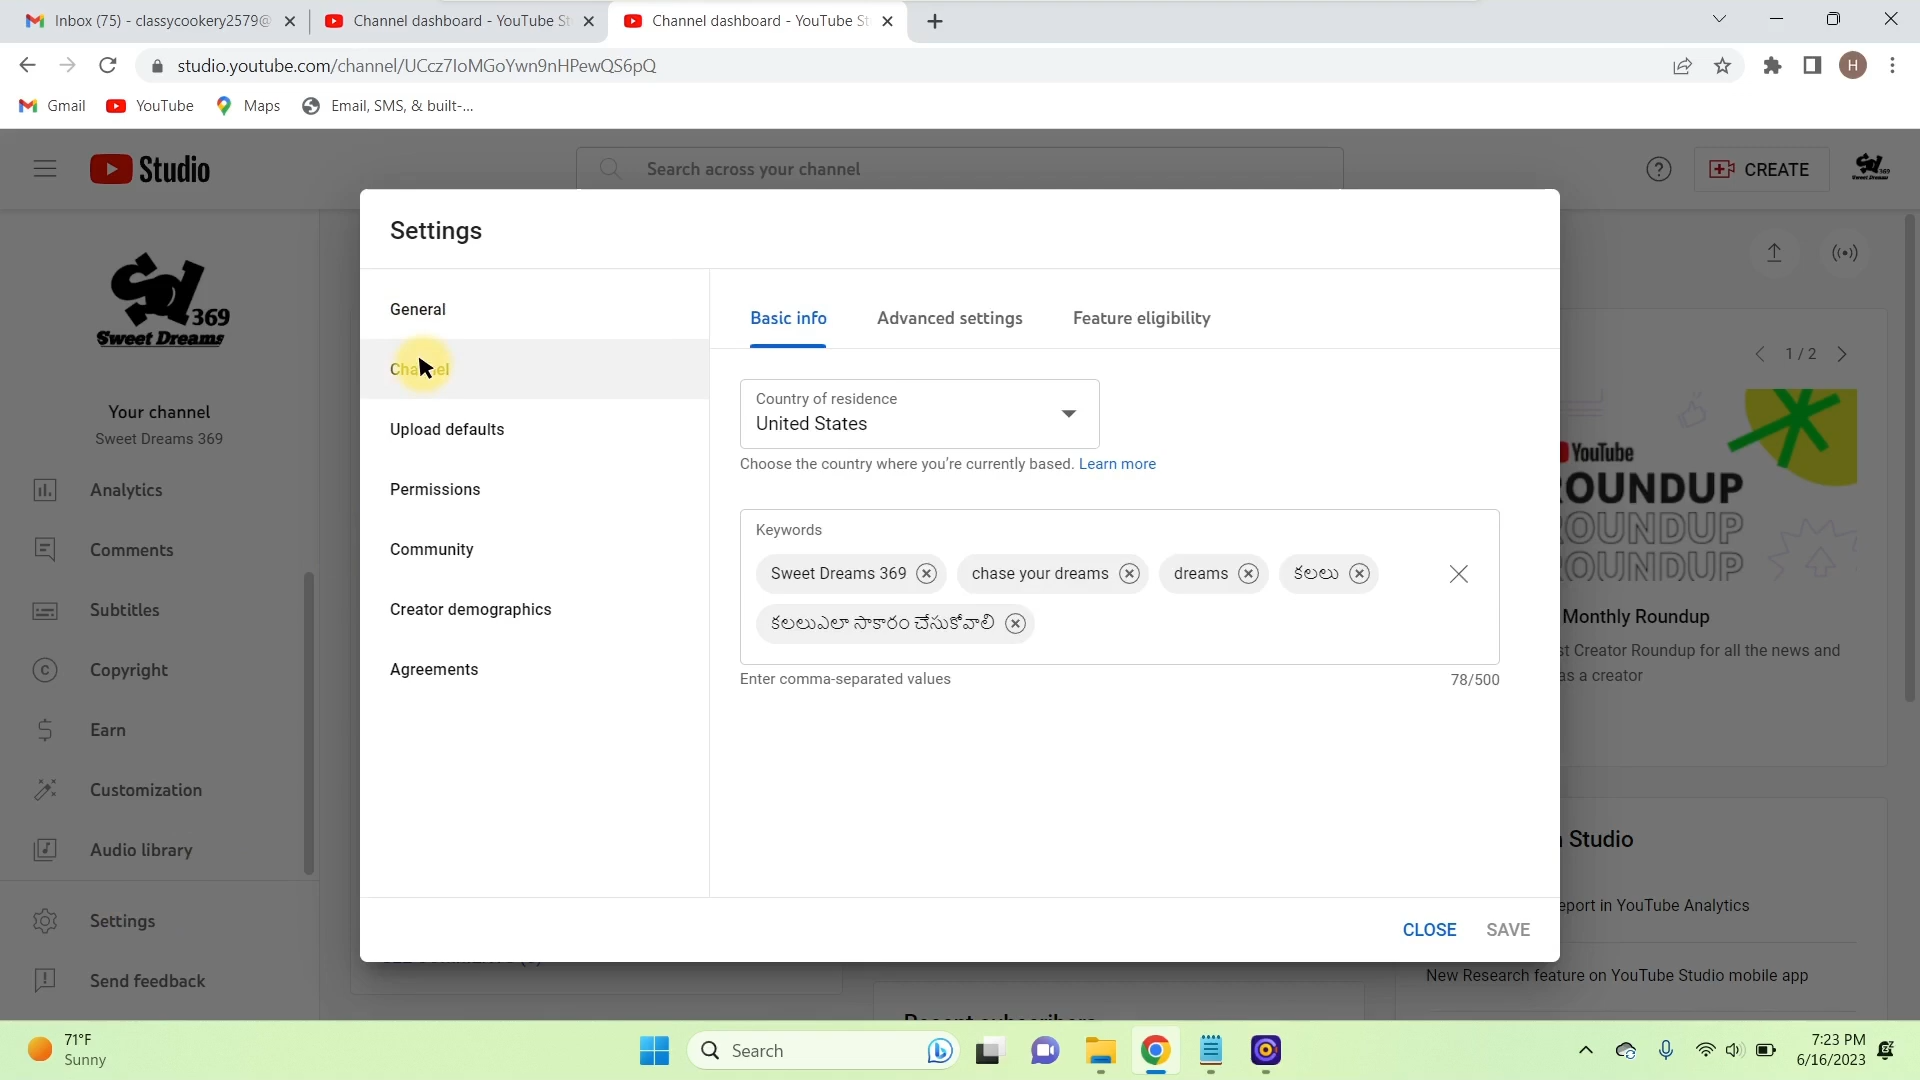 Inbox (75) - classycookery2579@
Channel dashboard - YouTube St
Channel dashboard - YouTube St
studio.youtube.com/channel/UCcz7IoMGoYwn9nHPewQS6pQ
H
Gmail
YouTube
Maps
Email, SMS, & built-...
Studio
Search across your channel
CREATE
369
Sweet Dreams
Your channel
Sweet Dreams 369
Analytics
Comments
Subtitles
Copyright
Earn
Customization
Audio library
Settings
Send feedback
Settings
General
Channel
Upload defaults
Permissions
Community
Creator demographics
Agreements
Basic info
Advanced settings
Feature eligibility
Country of residence
United States
Choose the country where you're currently based. Learn more
Keywords
Sweet Dreams 369
chase your dreams
dreams
కలలు
కలలుఎలా సాకారం చేసుకోవాలి
Enter comma-separated values
78/500
CLOSE
SAVE
1 / 2
YouTube
OUNDUP
OUNDUP
OUNDUP
Monthly Roundup
st Creator Roundup for all the news and
as a creator
Studio
eport in YouTube Analytics
New Research feature on YouTube Studio mobile app
71°F
Sunny
Search
7:23 PM
6/16/2023